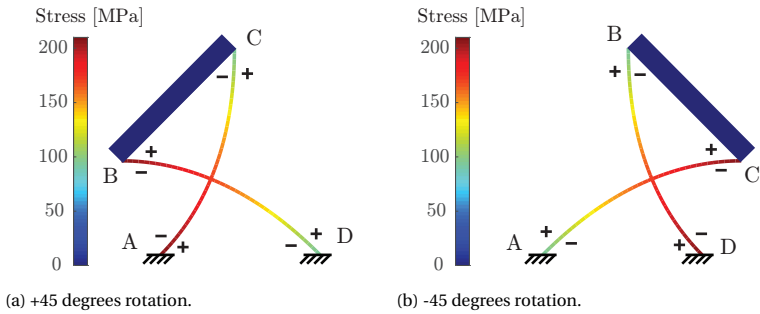 Stress [MPa]
200
150
100
50
0
C
B
A
D
+
−
+
−
−
+
+
−
(a) +45 degrees rotation.
Stress [MPa]
200
150
100
50
0
B
C
A
D
+
−
+
−
+
−
−
+
(b) -45 degrees rotation.